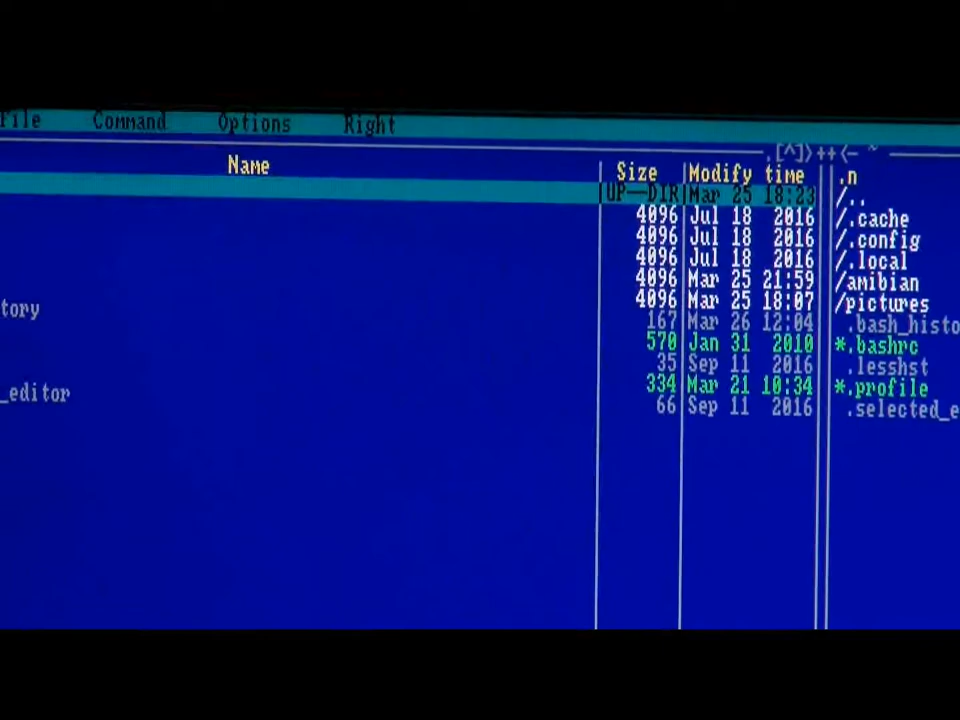 File Command Options Right
.[^]>++<- ~
Name Size Modify time .n
UP--DIR Mar 25 18:23 /..
4096 Jul 18 2016 /.cache
4096 Jul 18 2016 /.config
4096 Jul 18 2016 /.local
4096 Mar 25 21:59 /amibian
tory 4096 Mar 25 18:07 /pictures
167 Mar 26 12:04 .bash_histo
570 Jan 31 2010 *.bashrc
35 Sep 11 2016 .lesshst
_editor 334 Mar 21 10:34 *.profile
66 Sep 11 2016 .selected_e